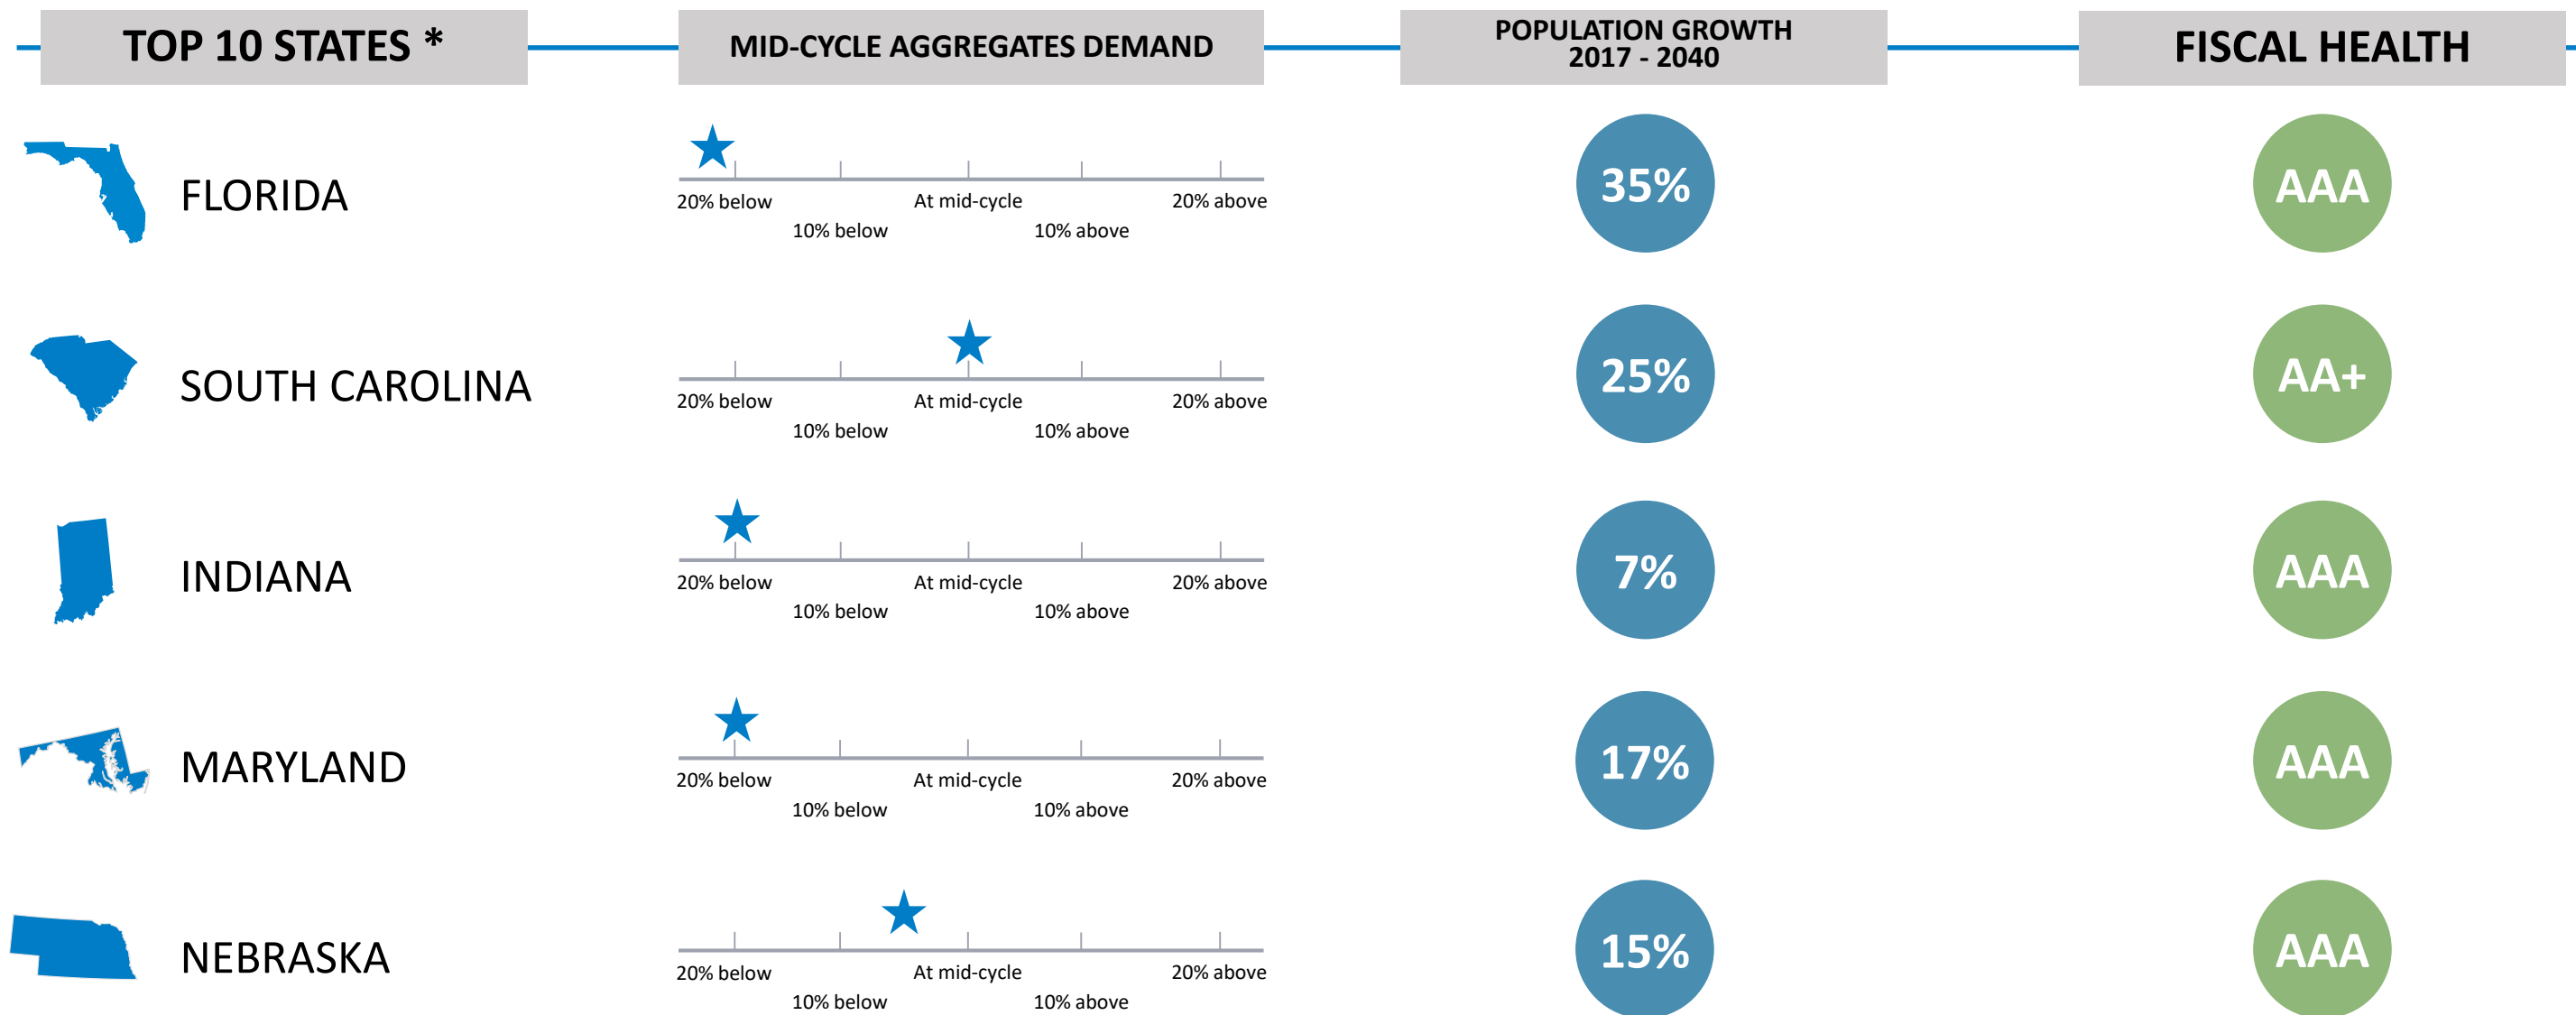 TOP 10 STATES *
MID-CYCLE AGGREGATES DEMAND
POPULATION GROWTH
2017 - 2040
FISCAL HEALTH
FLORIDA
20% below
At mid-cycle
20% above
10% below
10% above
35%
AAA
SOUTH CAROLINA
20% below
At mid-cycle
20% above
10% below
10% above
25%
AA+
INDIANA
20% below
At mid-cycle
20% above
10% below
10% above
7%
AAA
MARYLAND
20% below
At mid-cycle
20% above
10% below
10% above
17%
AAA
NEBRASKA
20% below
At mid-cycle
20% above
10% below
10% above
15%
AAA